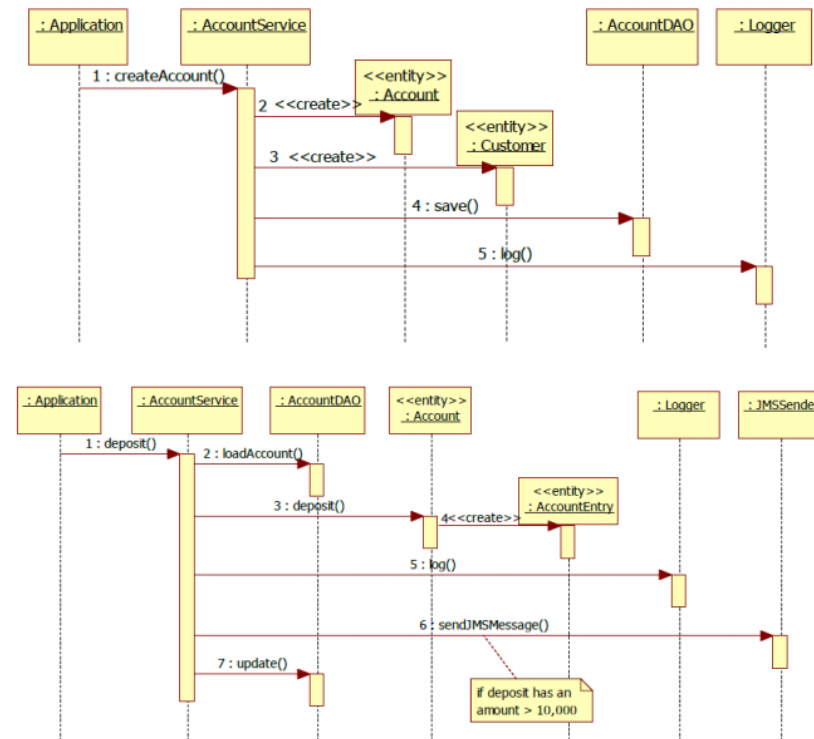 : Application
: AccountService
: AccountDAO
: Logger
1 : createAccount()
<<entity>>
: Account
2 <<create>>
<<entity>>
: Customer
3 <<create>>
4 : save()
5 : log()
: Application
: AccountService
: AccountDAO
<<entity>>
: Account
: Logger
: JMSSende
1 : deposit()
2 : loadAccount()
<<entity>>
: AccountEntry
3 : deposit()
4<<create>>
5 : log()
6 : sendJMSMessage()
7 : update()
if deposit has an
amount > 10,000